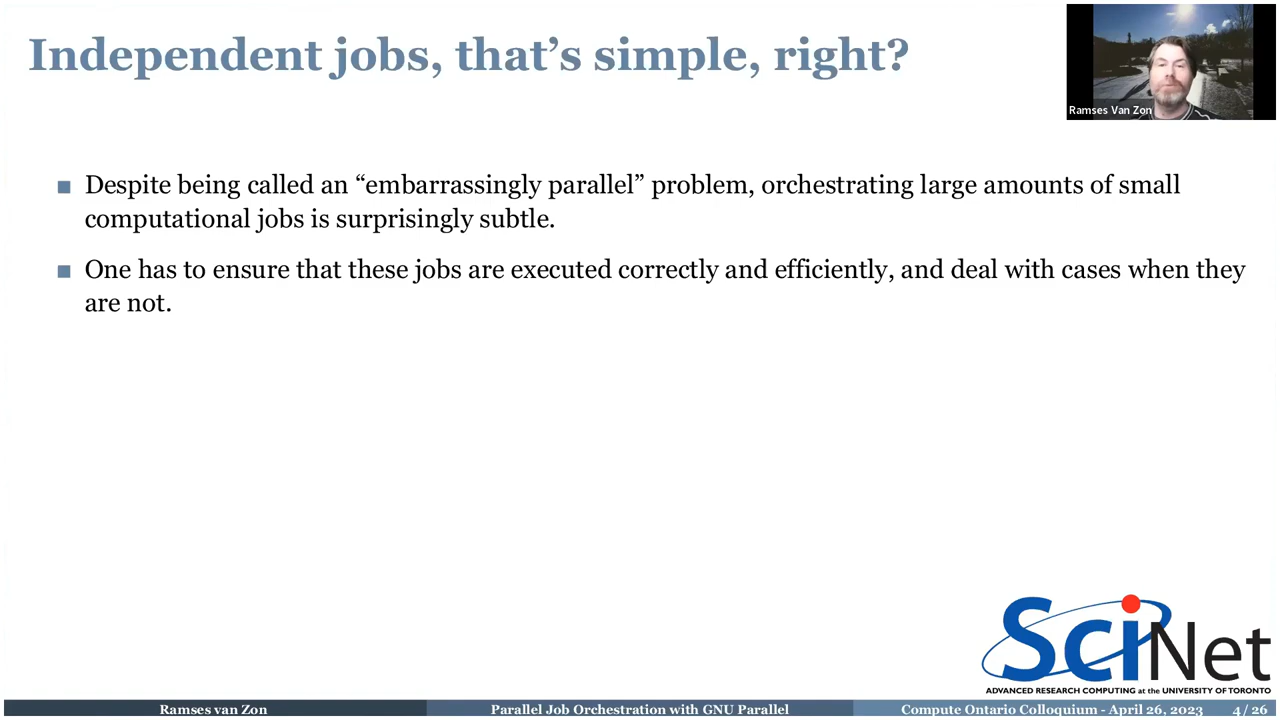 Independent jobs, that's simple, right?
Ramses Van Zon
■ Despite being called an “embarrassingly parallel” problem, orchestrating large amounts of small
computational jobs is surprisingly subtle.
■ One has to ensure that these jobs are executed correctly and efficiently, and deal with cases when they
are not.
SciNet
ADVANCED RESEARCH COMPUTING at the UNIVERSITY OF TORONTO
Ramses van Zon Parallel Job Orchestration with GNU Parallel Compute Ontario Colloquium - April 26, 2023 4 / 26